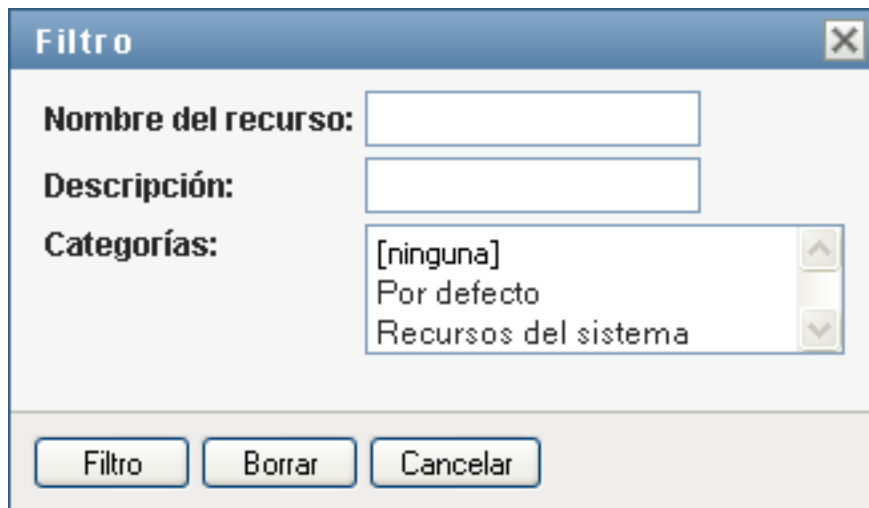 Filtro
Nombre del recurso:
Descripción:
Categorías:
[ninguna]
Por defecto
Recursos del sistema
Filtro
Borrar
Cancelar